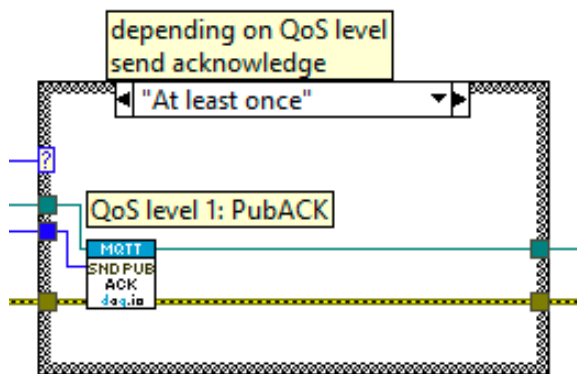 depending on QoS level
send acknowledge
"At least once"
?
QoS level 1: PubACK
MQTT
SND PUB
ACK
daq.io